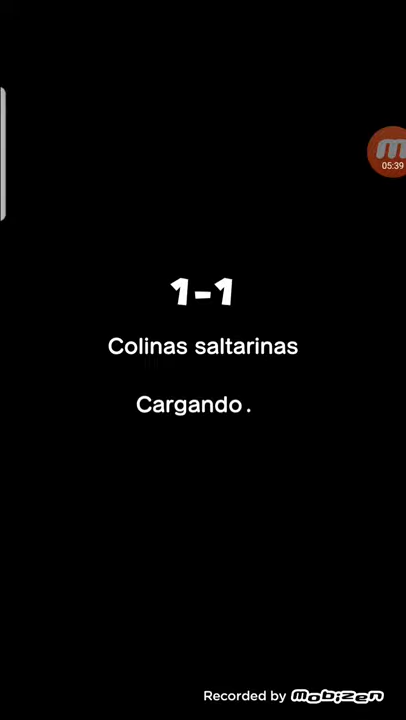 05:39
1-1
Colinas saltarinas
Cargando.
Recorded by Mobizen